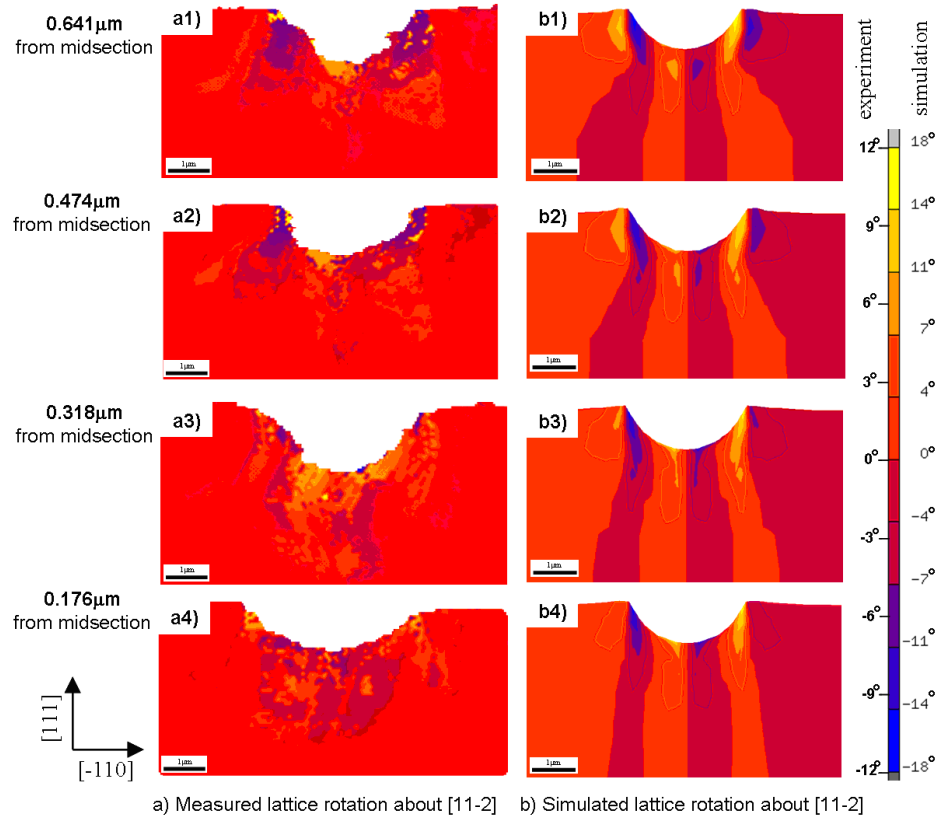 0.641µm
from midsection
a1)
1µm
b1)
1µm
0.474µm
from midsection
a2)
1µm
b2)
1µm
0.318µm
from midsection
a3)
1µm
b3)
1µm
0.176µm
from midsection
a4)
1µm
b4)
1µm
[111]
[-110]
experiment
simulation
12°
9°
6°
3°
0°
-3°
-6°
-9°
-12°
18°
14°
11°
7°
4°
0°
-4°
-7°
-11°
-14°
-18°
a) Measured lattice rotation about [11-2]
b) Simulated lattice rotation about [11-2]